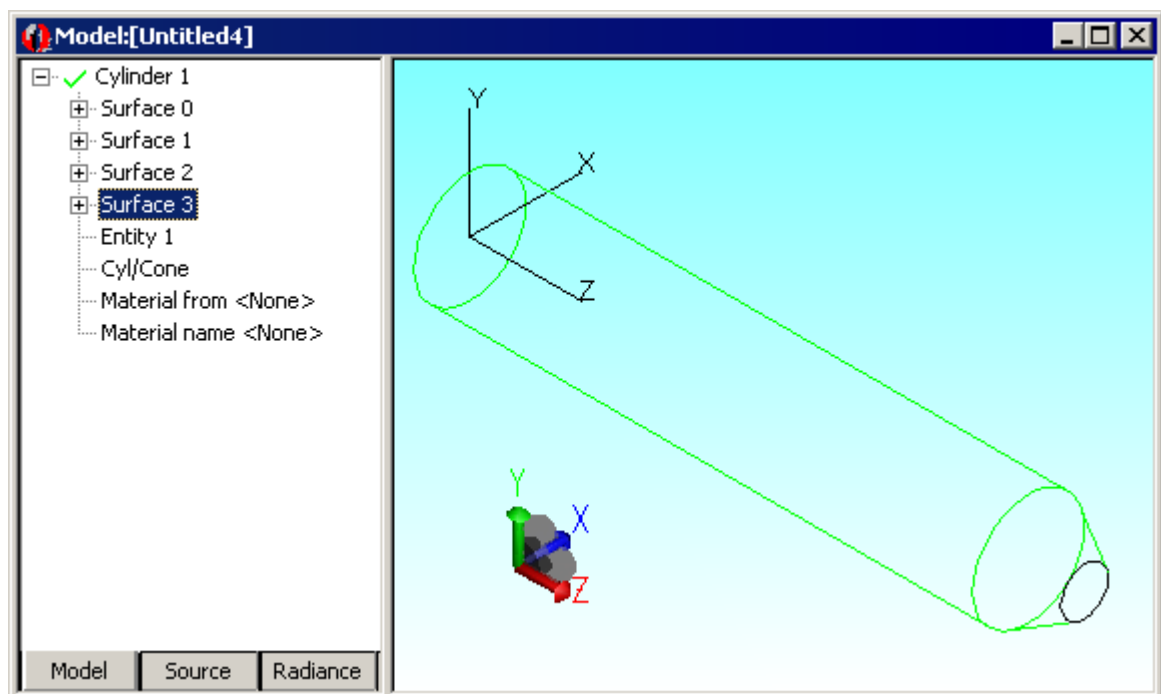 Model:[Untitled4]
Cylinder 1
Surface 0
Surface 1
Surface 2
Surface 3
Entity 1
Cyl/Cone
Material from <None>
Material name <None>
Model Source Radiance
Y
X
Z
Y
X
Z